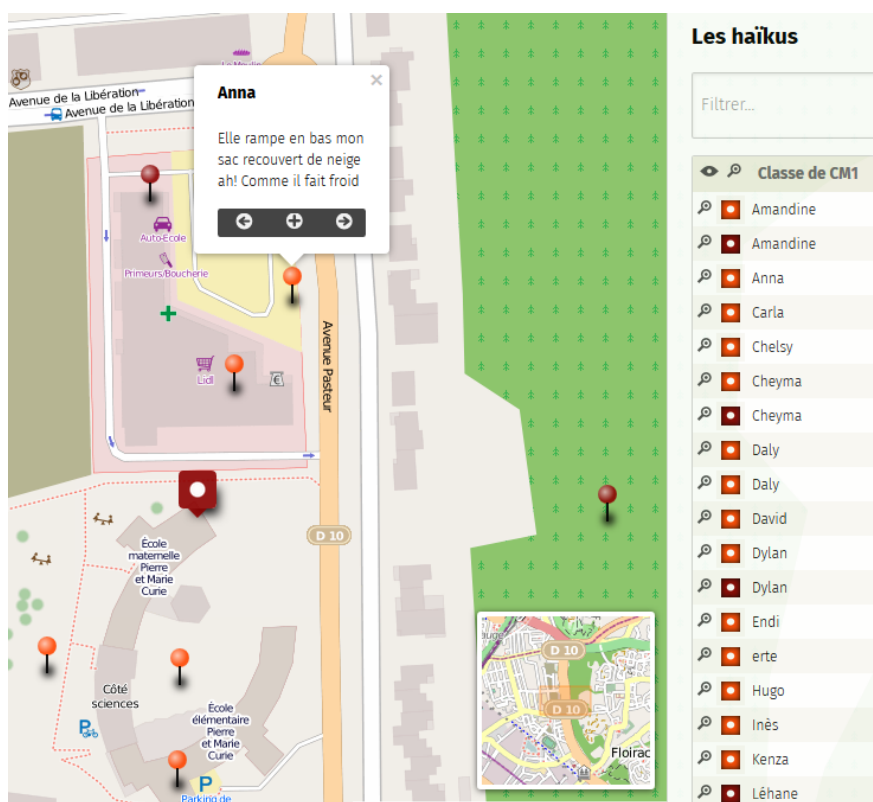 Les haïkus
Filtrer...
Classe de CM1
Amandine
Amandine
Anna
Carla
Chelsy
Cheyma
Cheyma
Daly
Daly
David
Dylan
Dylan
Endi
erte
Hugo
Inès
Kenza
Léhane
Anna
Elle rampe en bas mon
sac recouvert de neige
ah! Comme il fait froid
Le Moulin
Avenue de la Libération
Avenue de la Libération
Auto-Ecole
Primeurs/Boucherie
Lidl
Avenue Pasteur
D 10
École
maternelle
Pierre
et Marie
Curie
Côté
sciences
École
élémentaire
Pierre
et Marie
Curie
P
P
Parking de
D 10
D 10
Floirac